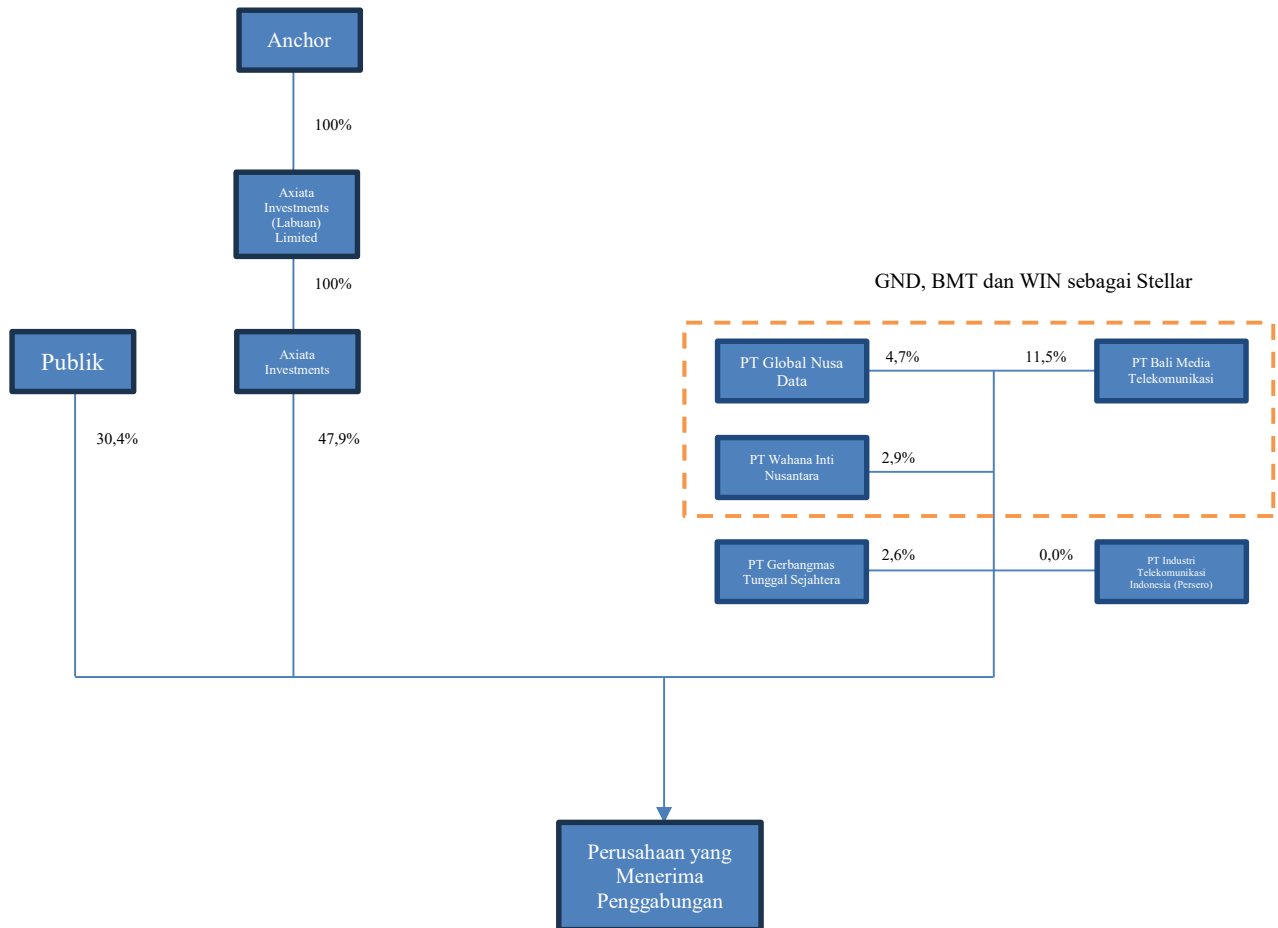 Anchor
100%
Axiata
Investments
(Labuan)
Limited
100%
GND, BMT dan WIN sebagai Stellar
Publik
Axiata
Investments
PT Global Nusa
Data
4,7%
11,5%
PT Bali Media
Telekomunikasi
30,4%
47,9%
PT Wahana Inti
Nusantara
2,9%
PT Gerbangmas
Tunggal Sejahtera
2,6%
0,0%
PT Industri
Telekomunikasi
Indonesia (Persero)
Perusahaan yang
Menerima
Penggabungan